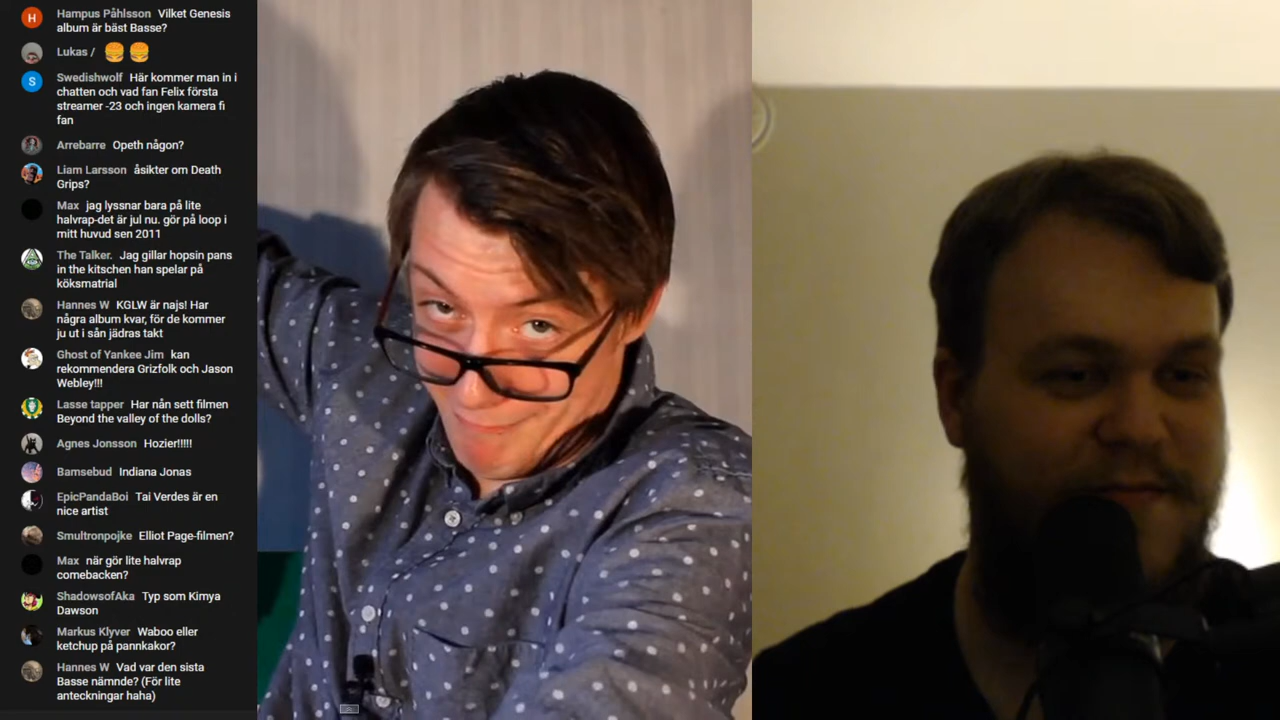 H Hampus Påhlsson Vilket Genesis
album är bäst Basse?
Lukas / 🍔 🍔
S Swedishwolf Här kommer man in i
chatten och vad fan Felix första
streamer -23 och ingen kamera fi
fan
Arrebarre Opeth någon?
Liam Larsson åsikter om Death
Grips?
Max jag lyssnar bara på lite
halvrap-det är jul nu. gör på loop i
mitt huvud sen 2011
The Talker. Jag gillar hopsin pans
in the kitschen han spelar på
köksmatrial
Hannes W KGLW är najs! Har
några album kvar, för de kommer
ju ut i sån jädras takt
Ghost of Yankee Jim kan
rekommendera Grizfolk och Jason
Webley!!!
Lasse tapper Har nån sett filmen
Beyond the valley of the dolls?
Agnes Jonsson Hozier!!!!!
Bamsebud Indiana Jonas
EpicPandaBoi Tai Verdes är en
nice artist
Smultronpojke Elliot Page-filmen?
Max när gör lite halvrap
comebacken?
ShadowsofAka Typ som Kimya
Dawson
Markus Klyver Waboo eller
ketchup på pannkakor?
Hannes W Vad var den sista
Basse nämnde? (För lite
anteckningar haha)